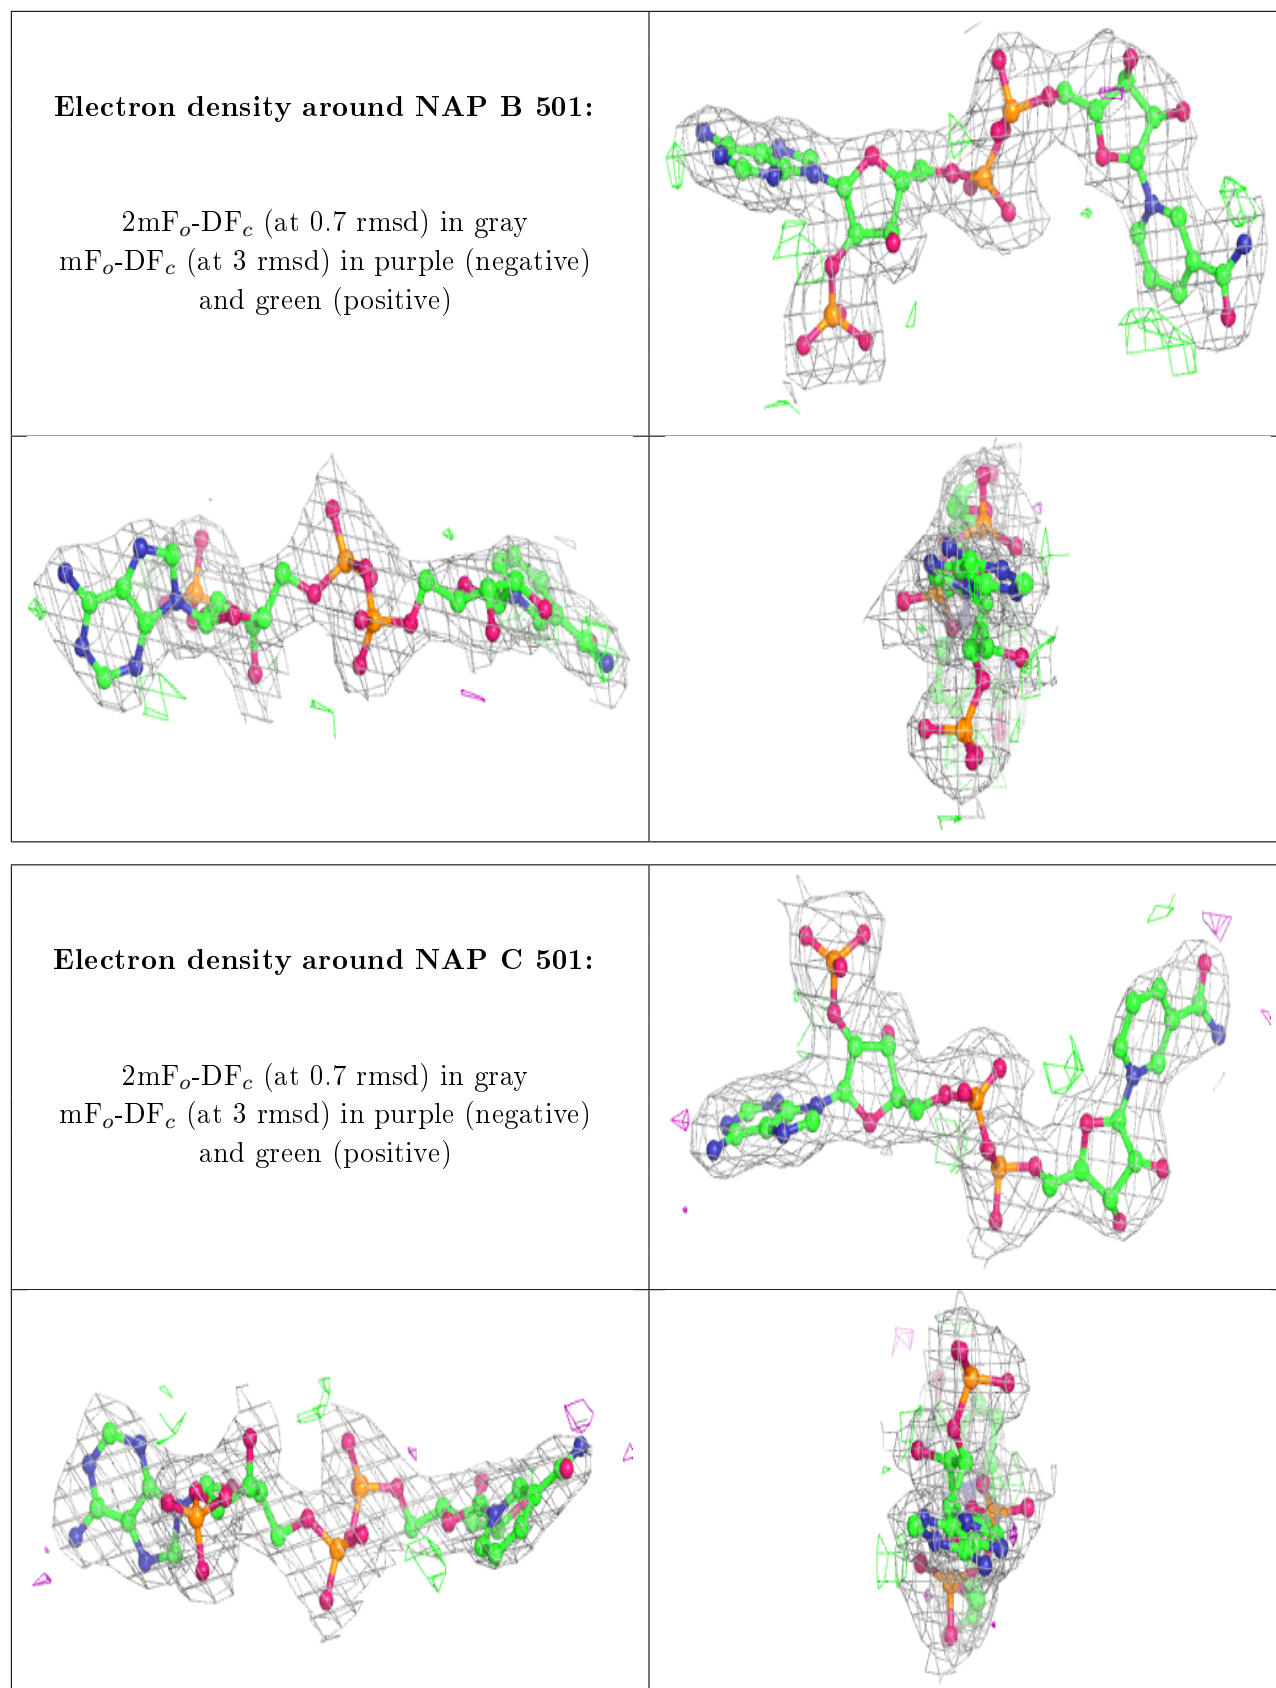 Electron density around NAP B 501:
2mFo-DFc (at 0.7 rmsd) in gray
mFo-DFc (at 3 rmsd) in purple (negative)
and green (positive)
Electron density around NAP C 501:
2mFo-DFc (at 0.7 rmsd) in gray
mFo-DFc (at 3 rmsd) in purple (negative)
and green (positive)